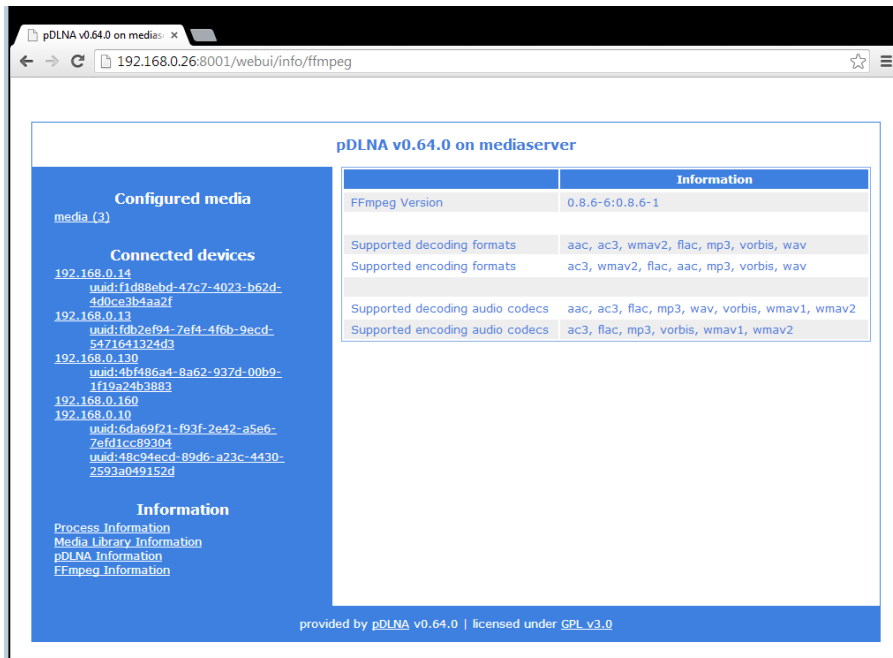 pDLNA v0.64.0 on medias
192.168.0.26:8001/webui/info/ffmpeg
pDLNA v0.64.0 on mediaserver
Configured media
media (3)
Connected devices
192.168.0.14
uuid:f1d88ebd-47c7-4023-b62d-
4d0ce3b4aa2f
192.168.0.13
uuid:fdb2ef94-7ef4-4f6b-9ecd-
5471641324d3
192.168.0.130
uuid:4bf486a4-8a62-937d-00b9-
1f19a24b3883
192.168.0.160
192.168.0.10
uuid:6da69f21-f93f-2e42-a5e6-
7efd1cc89304
uuid:48c94ecd-89d6-a23c-4430-
2593a049152d
Information
Process Information
Media Library Information
pDLNA Information
FFmpeg Information
Information
FFmpeg Version 0.8.6-6:0.8.6-1
Supported decoding formats aac, ac3, wmav2, flac, mp3, vorbis, wav
Supported encoding formats ac3, wmav2, flac, aac, mp3, vorbis, wav
Supported decoding audio codecs aac, ac3, flac, mp3, wav, vorbis, wmav1, wmav2
Supported encoding audio codecs ac3, flac, mp3, vorbis, wmav1, wmav2
provided by pDLNA v0.64.0 | licensed under GPL v3.0